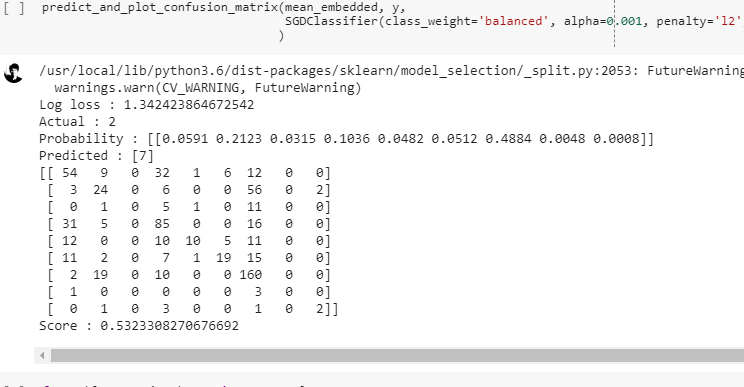 [ ] predict_and_plot_confusion_matrix(mean_embedded, y,
SGDClassifier(class_weight='balanced', alpha=0.001, penalty='l2'
)
/usr/local/lib/python3.6/dist-packages/sklearn/model_selection/_split.py:2053: FutureWarning
warnings.warn(CV_WARNING, FutureWarning)
Log loss : 1.342423864672542
Actual : 2
Probability : [[0.0591 0.2123 0.0315 0.1036 0.0482 0.0512 0.4884 0.0048 0.0008]]
Predicted : [7]
[[ 54 9 0 32 1 6 12 0 0]
[ 3 24 0 6 0 0 56 0 2]
[ 0 1 0 5 1 0 11 0 0]
[ 31 5 0 85 0 0 16 0 0]
[ 12 0 0 10 10 5 11 0 0]
[ 11 2 0 7 1 19 15 0 0]
[ 2 19 0 10 0 0 160 0 0]
[ 1 0 0 0 0 0 3 0 0]
[ 0 1 0 3 0 0 1 0 2]]
Score : 0.5323308270676692